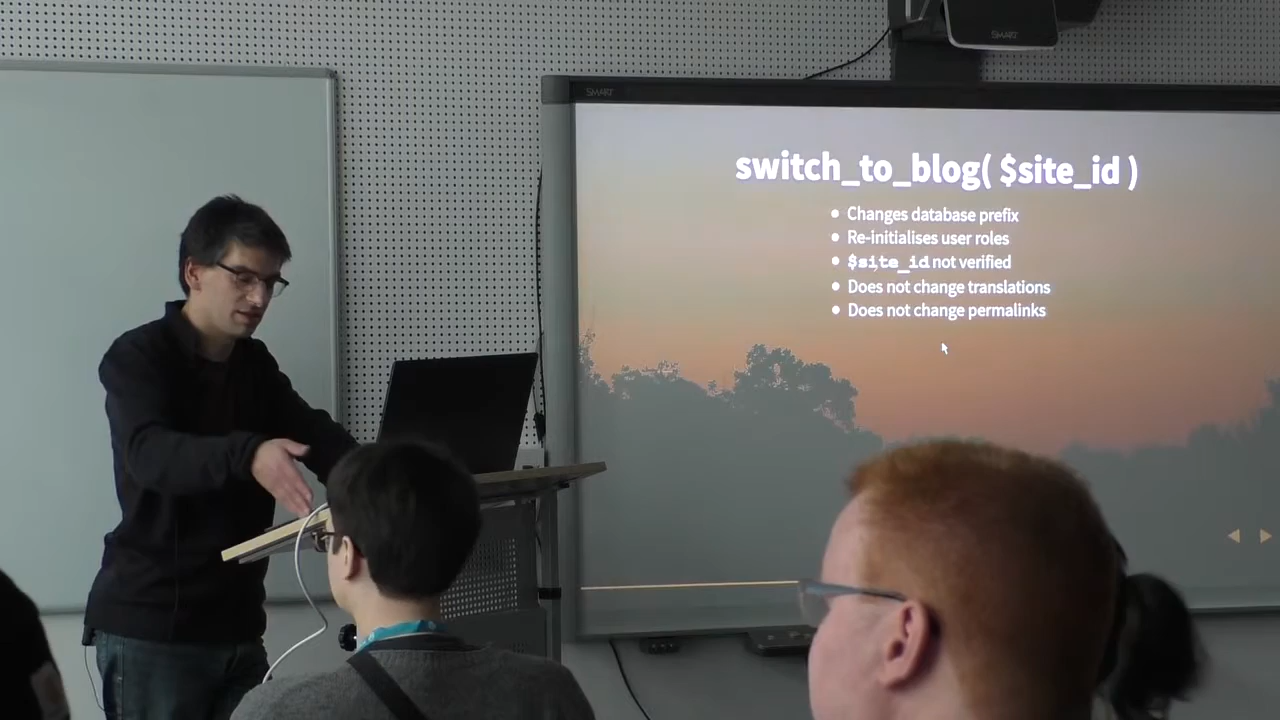 SMART
SMART
switch_to_blog( $site_id )
Changes database prefix
Re-initialises user roles
$site_id not verified
Does not change translations
Does not change permalinks